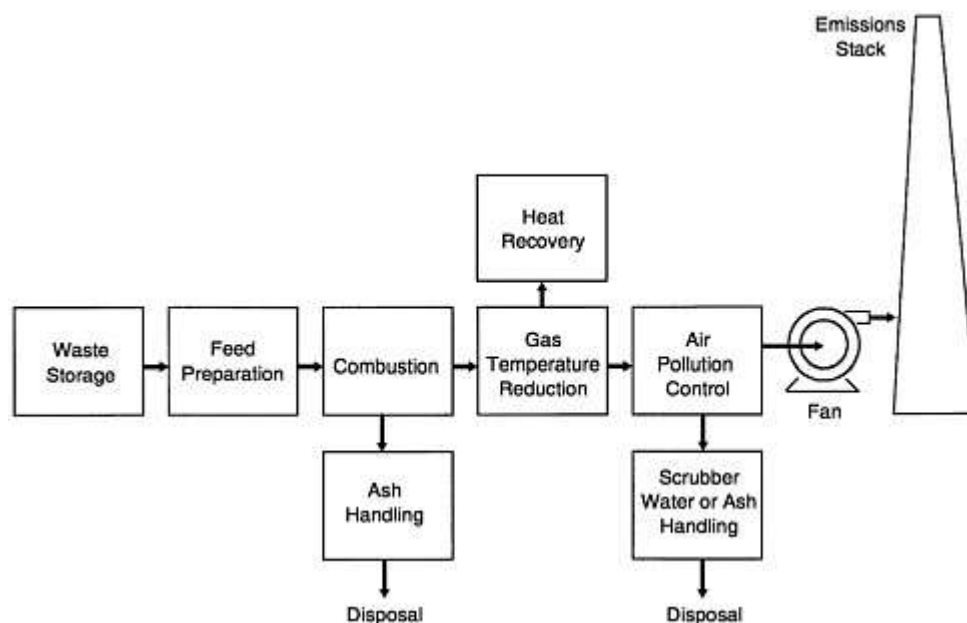 Emissions
Stack
Heat
Recovery
Waste
Storage
Feed
Preparation
Combustion
Gas
Temperature
Reduction
Air
Pollution
Control
Fan
Ash
Handling
Scrubber
Water or Ash
Handling
Disposal
Disposal